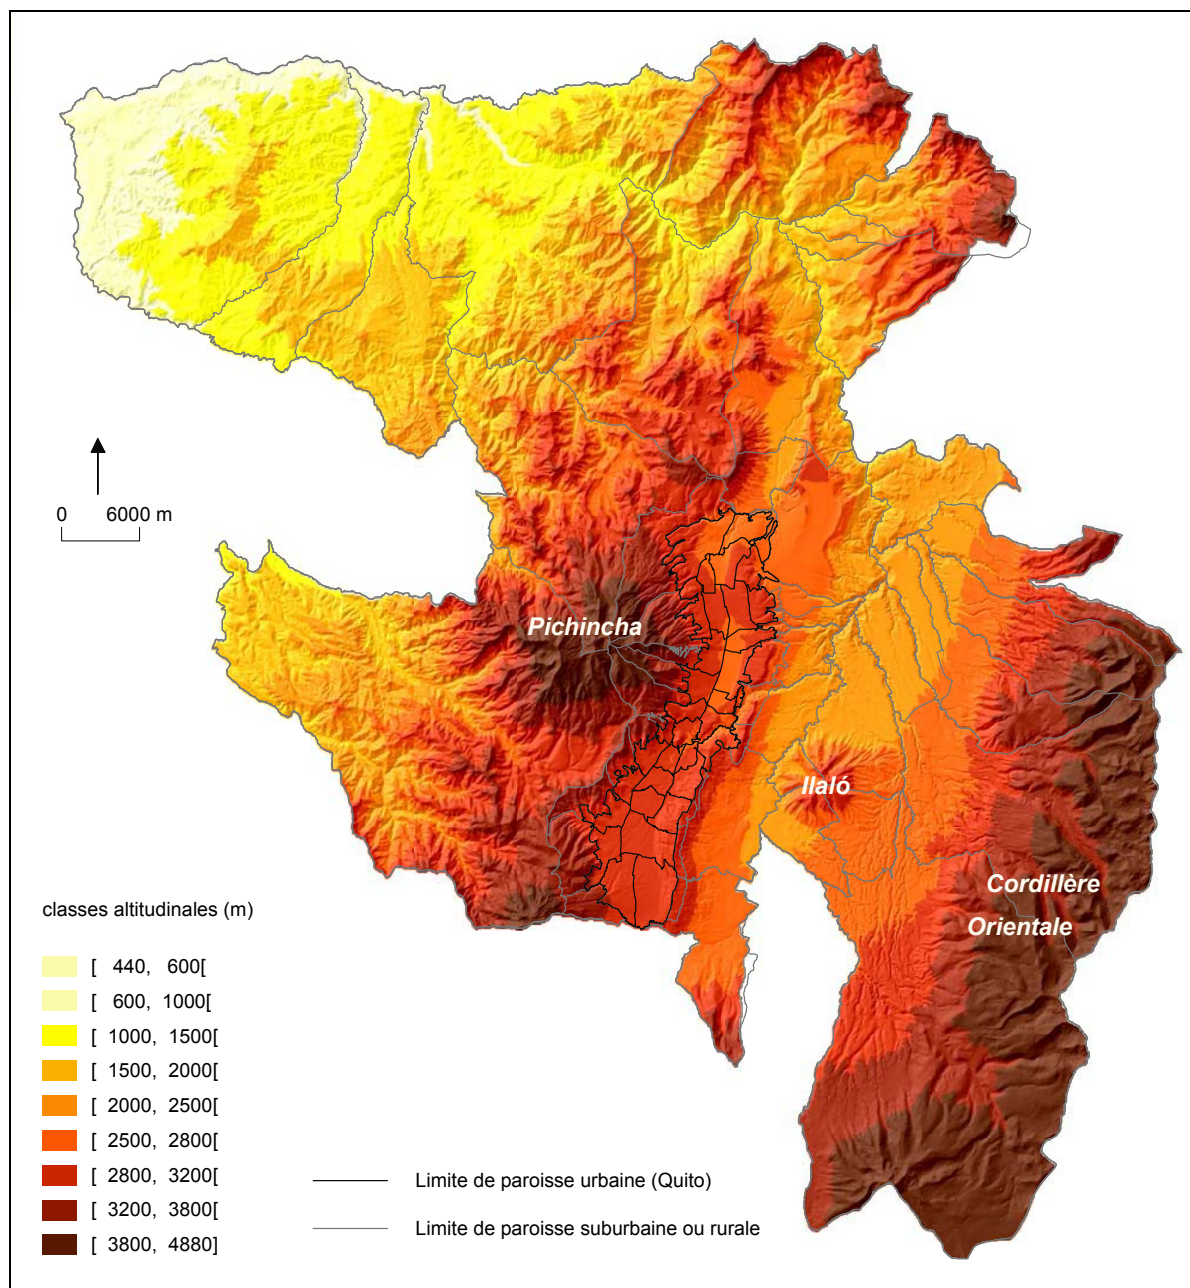 0 6000 m
Pichincha
Ilaló
Cordillère
Orientale
classes altitudinales (m)
[ 440, 600[
[ 600, 1000[
[ 1000, 1500[
[ 1500, 2000[
[ 2000, 2500[
[ 2500, 2800[
[ 2800, 3200[
[ 3200, 3800[
[ 3800, 4880[
Limite de paroisse urbaine (Quito)
Limite de paroisse suburbaine ou rurale